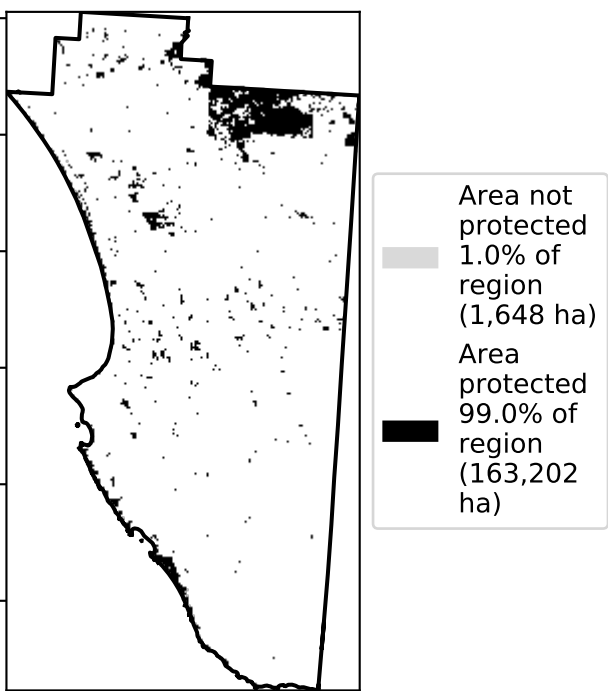 Area not
protected
1.0% of
region
(1,648 ha)
Area
protected
99.0% of
region
(163,202
ha)